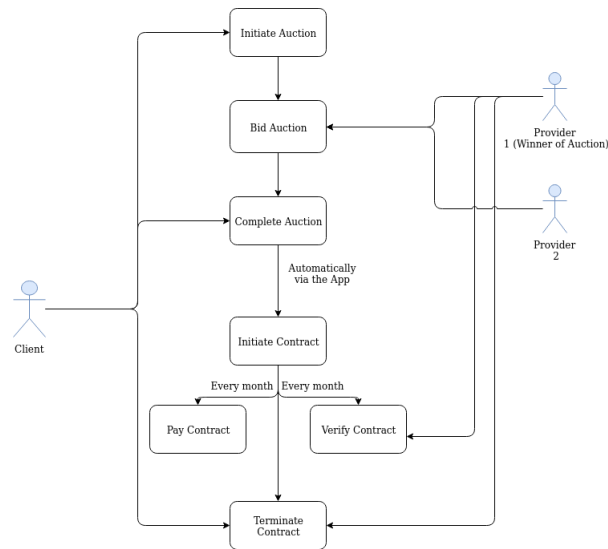 Initiate Auction
Bid Auction
Provider
1 (Winner of Auction)
Complete Auction
Provider
2
Automatically
via the App
Client
Initiate Contract
Every month
Every month
Pay Contract
Verify Contract
Terminate
Contract